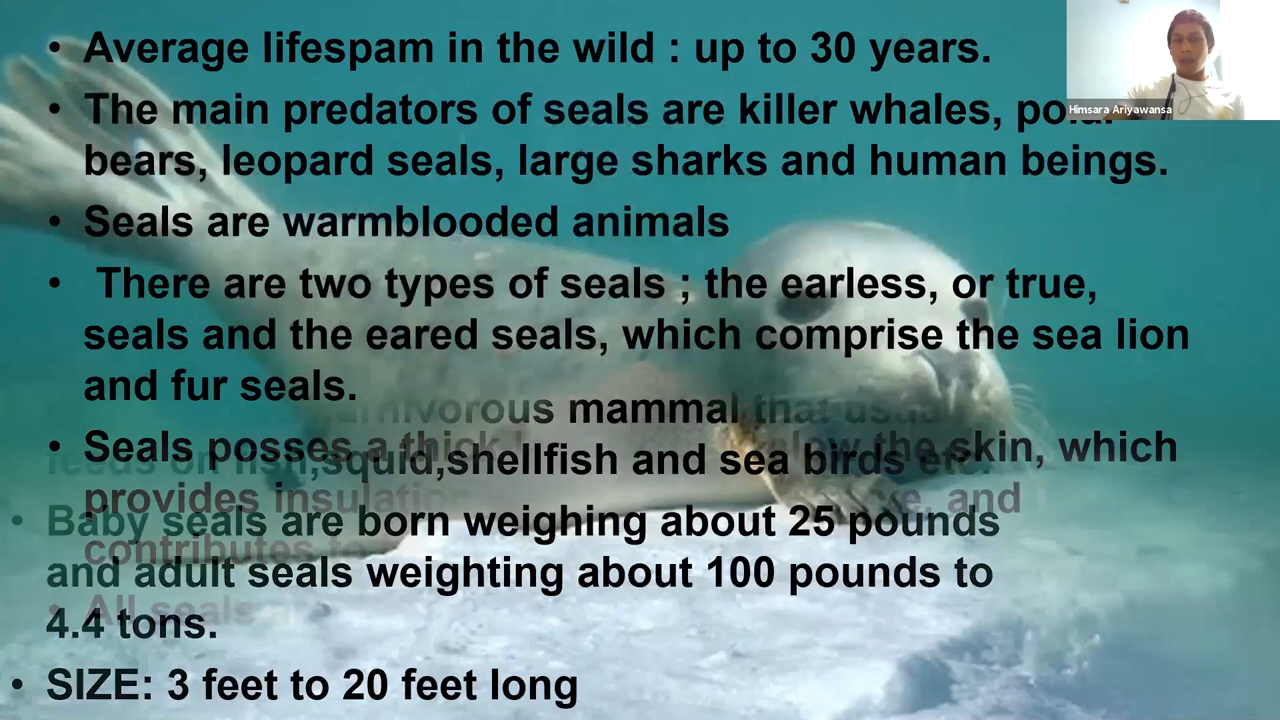 • Average lifespam in the wild : up to 30 years.
• The main predators of seals are killer whales,
bears, leopard seals, large sharks and human beings.
• Seals are warmblooded animals
• There are two types of seals ; the earless, or true,
seals and the eared seals, which comprise the sea lion
and fur seals.
mammal that
• Seals posses a thick the skin, which
feeds on fish,squid,shellfish and sea birds etc.
provides and
• Baby seals are born weighing about 25 pounds
contributes
and adult seals weighting about 100 pounds to
• All seals
4.4 tons.
• SIZE: 3 feet to 20 feet long
Himsara Ariyawansa